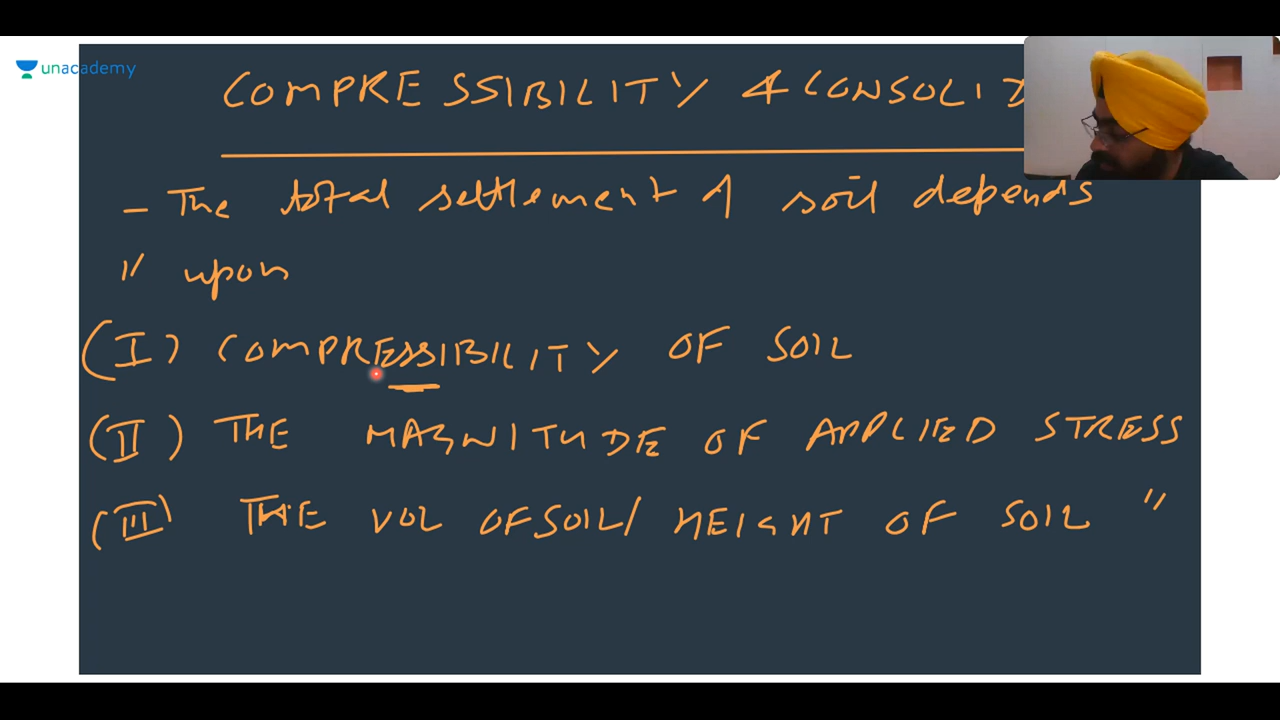 unacademy
COMPRESSIBILITY & CONSOLID
- The total settlement of soil depends
" upon
(I) COMPRESSIBILITY OF SOIL
(II) THE MAGNITUDE OF APPLIED STRESS
(III) THE VOL OF SOIL/ HEIGHT OF SOIL "